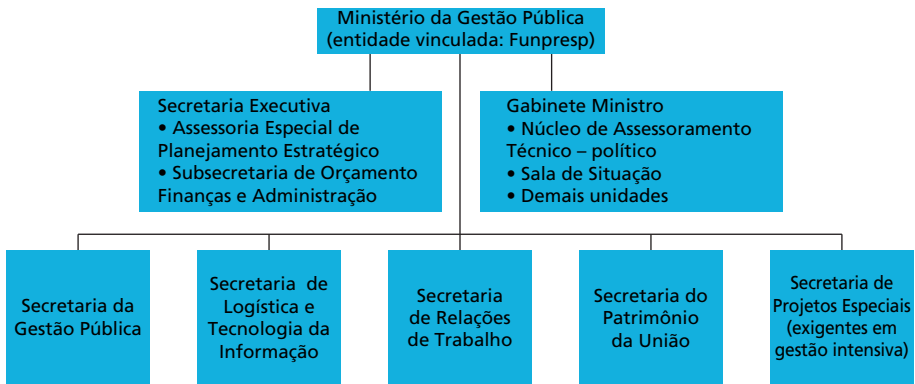 Ministério da Gestão Pública
(entidade vinculada: Funpresp)
Secretaria Executiva
• Assessoria Especial de
Planejamento Estratégico
• Subsecretaria de Orçamento
Finanças e Administração
Gabinete Ministro
• Núcleo de Assessoramento
Técnico – político
• Sala de Situação
• Demais unidades
Secretaria da
Gestão Pública
Secretaria de
Logística e
Tecnologia da
Informação
Secretaria
de Relações
de Trabalho
Secretaria do
Patrimônio
da União
Secretaria de
Projetos Especiais
(exigentes em
gestão intensiva)